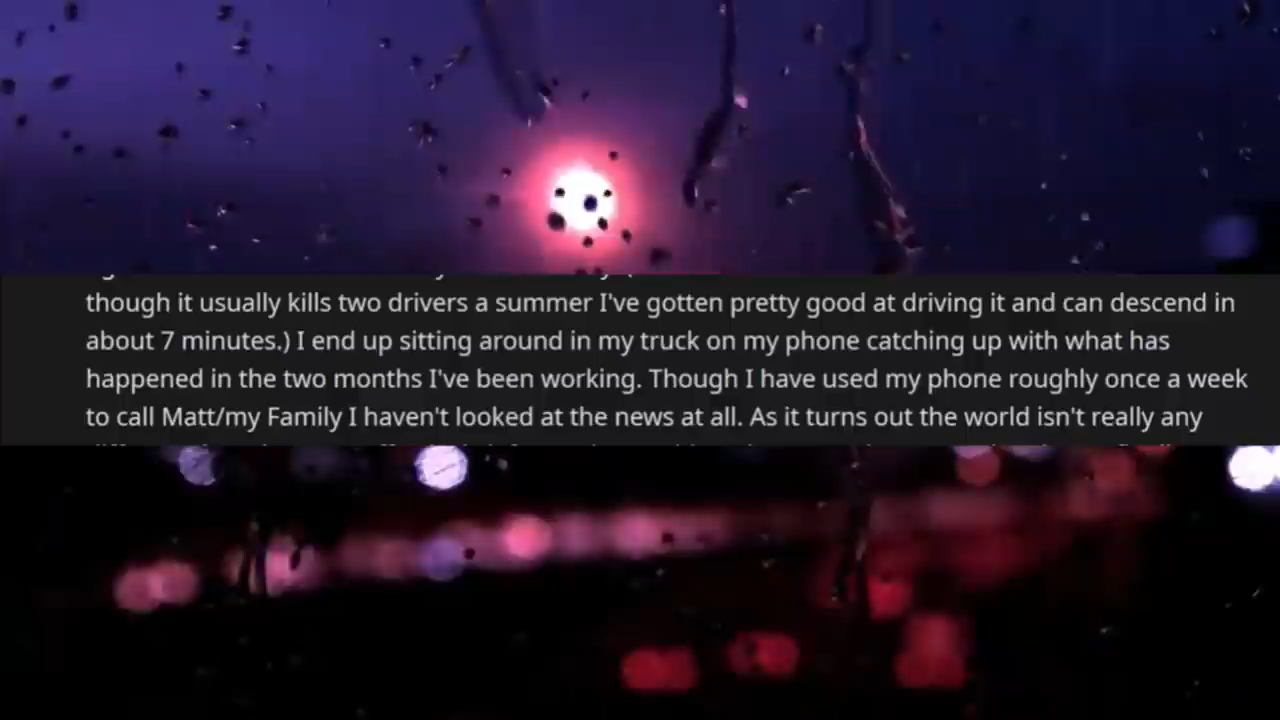 though it usually kills two drivers a summer I've gotten pretty good at driving it and can descend in
about 7 minutes.) I end up sitting around in my truck on my phone catching up with what has
happened in the two months I've been working. Though I have used my phone roughly once a week
to call Matt/my Family I haven't looked at the news at all. As it turns out the world isn't really any